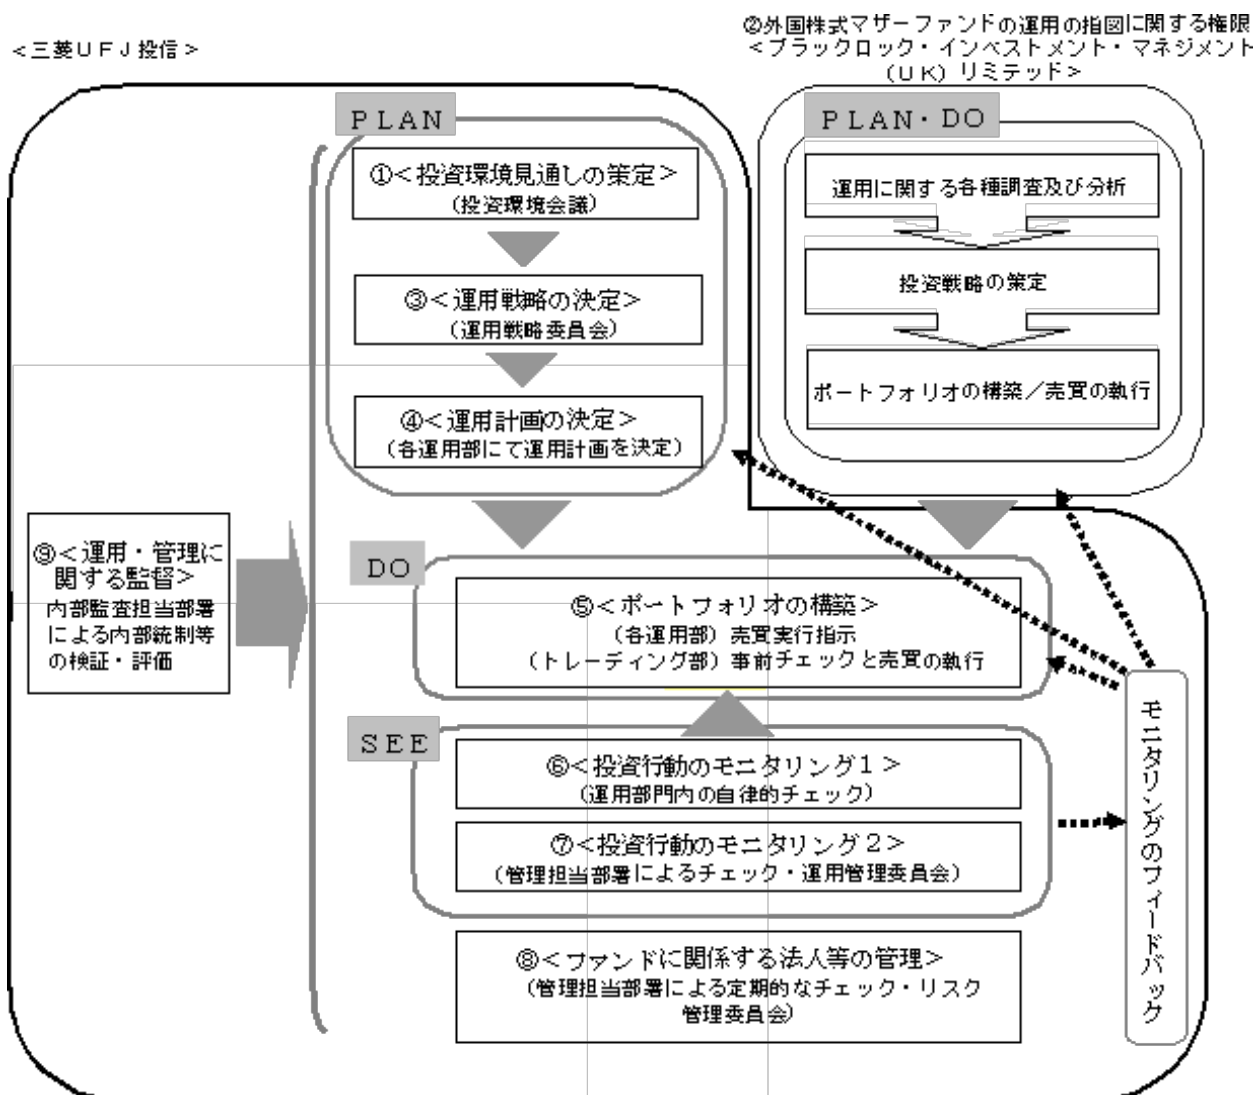 ＜三菱ＵＦＪ投信＞
②外国株式マザーファンドの運用の指図に関する権限
＜ブラックロック・インベストメント・マネジメント
（ＵＫ）リミテッド＞
ＰＬＡＮ
①＜投資環境見通しの策定＞
（投資環境会議）
③＜運用戦略の決定＞
（運用戦略委員会）
④＜運用計画の決定＞
（各運用部にて運用計画を決定）
ＰＬＡＮ・ＤＯ
運用に関する各種調査及び分析
投資戦略の策定
ポートフォリオの構築／売買の執行
⑨＜運用・管理に
関する監督＞
内部監査担当部署
による内部統制等
の検証・評価
ＤＯ
⑤＜ポートフォリオの構築＞
（各運用部）売買実行指示
（トレーディング部）事前チェックと売買の執行
ＳＥＥ
⑥＜投資行動のモニタリング１＞
（運用部門内の自律的チェック）
⑦＜投資行動のモニタリング２＞
（管理担当部署によるチェック・運用管理委員会）
⑧＜ファンドに関係する法人等の管理＞
（管理担当部署による定期的なチェック・リスク
管理委員会）
モニタリングのフィードバック